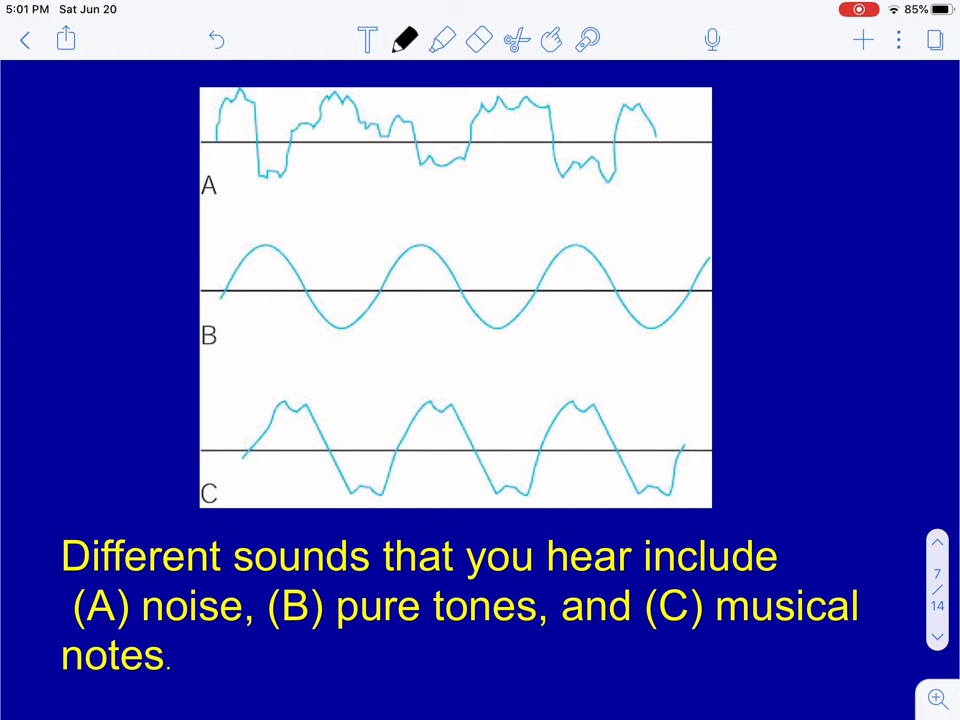 5:01 PM Sat Jun 20
85%
T
A
B
C
Different sounds that you hear include
(A) noise, (B) pure tones, and (C) musical
notes.
7
/
14